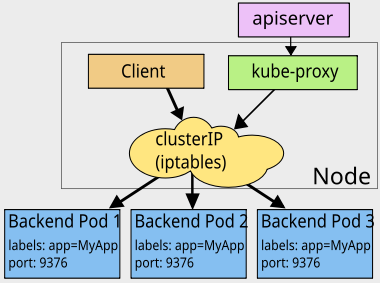 apiserver
Client
kube-proxy
clusterIP
(iptables)
Node
Backend Pod 1
labels: app=MyApp
port: 9376
Backend Pod 2
labels: app=MyApp
port: 9376
Backend Pod 3
labels: app=MyApp
port: 9376